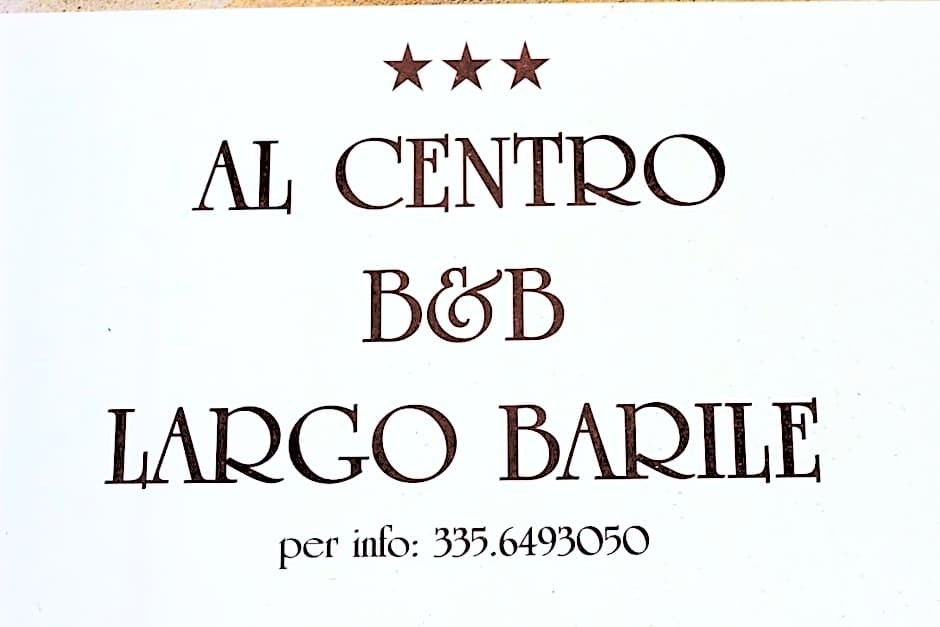 ★★★
AL CENTRO
B&B
LARGO BARILE
per info: 335.6493050